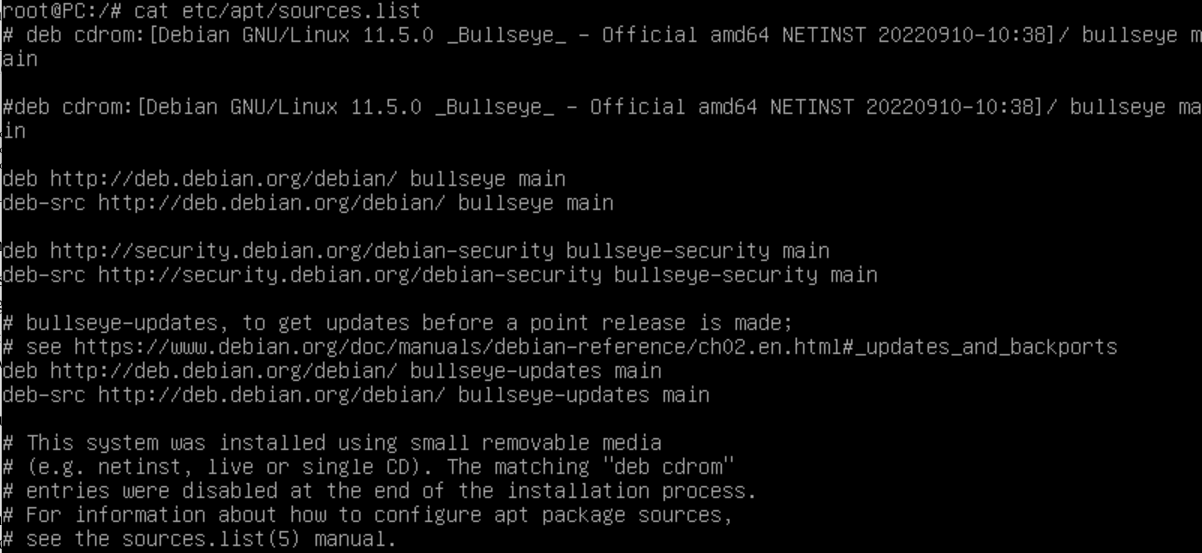 root@PC:/# cat etc/apt/sources.list
# deb cdrom:[Debian GNU/Linux 11.5.0 _Bullseye_ - Official amd64 NETINST 20220910-10:38]/ bullseye m
ain
#deb cdrom:[Debian GNU/Linux 11.5.0 _Bullseye_ - Official amd64 NETINST 20220910-10:38]/ bullseye ma
in
deb http://deb.debian.org/debian/ bullseye main
deb-src http://deb.debian.org/debian/ bullseye main
deb http://security.debian.org/debian-security bullseye-security main
deb-src http://security.debian.org/debian-security bullseye-security main
# bullseye-updates, to get updates before a point release is made;
# see https://www.debian.org/doc/manuals/debian-reference/ch02.en.html#_updates_and_backports
deb http://deb.debian.org/debian/ bullseye-updates main
deb-src http://deb.debian.org/debian/ bullseye-updates main
# This system was installed using small removable media
# (e.g. netinst, live or single CD). The matching "deb cdrom"
# entries were disabled at the end of the installation process.
# For information about how to configure apt package sources,
# see the sources.list(5) manual.